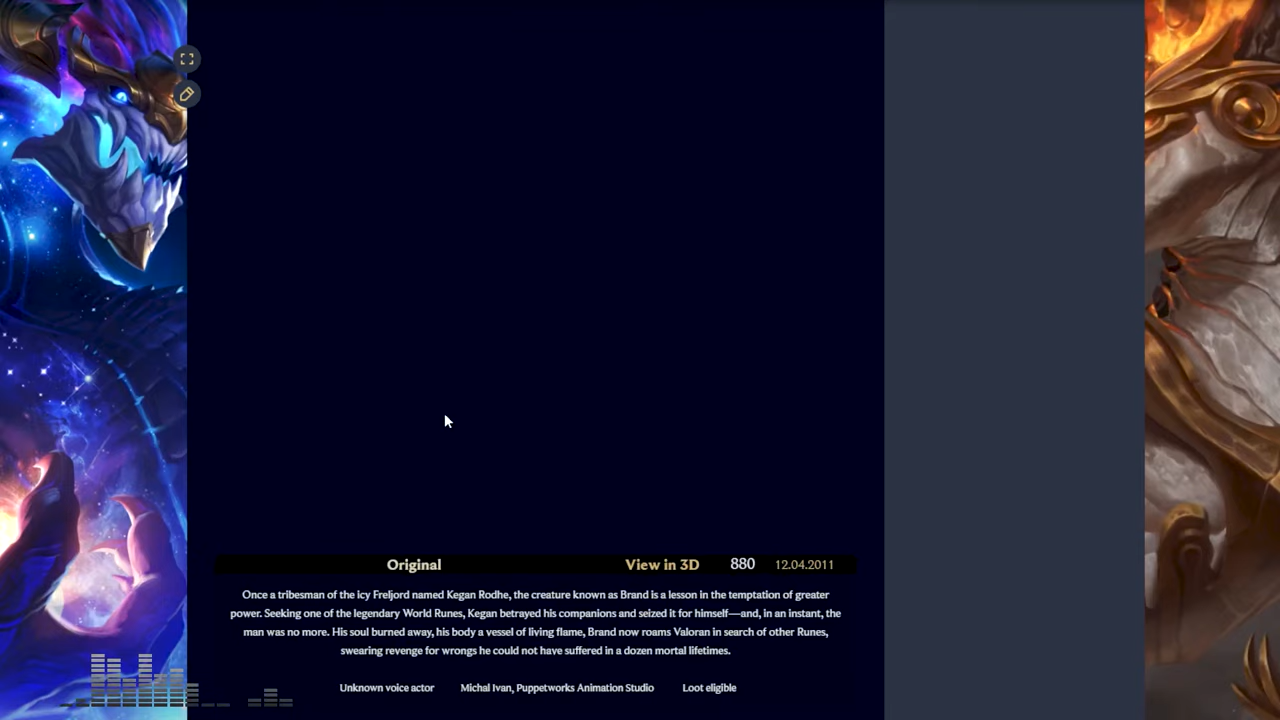 Original View in 3D 880 12.04.2011
Once a tribesman of the icy Freljord named Kegan Rodhe, the creature known as Brand is a lesson in the temptation of greater
power. Seeking one of the legendary World Runes, Kegan betrayed his companions and seized it for himself—and, in an instant, the
man was no more. His soul burned away, his body a vessel of living flame, Brand now roams Valoran in search of other Runes,
swearing revenge for wrongs he could not have suffered in a dozen mortal lifetimes.
Unknown voice actor Michal Ivan, Puppetworks Animation Studio Loot eligible